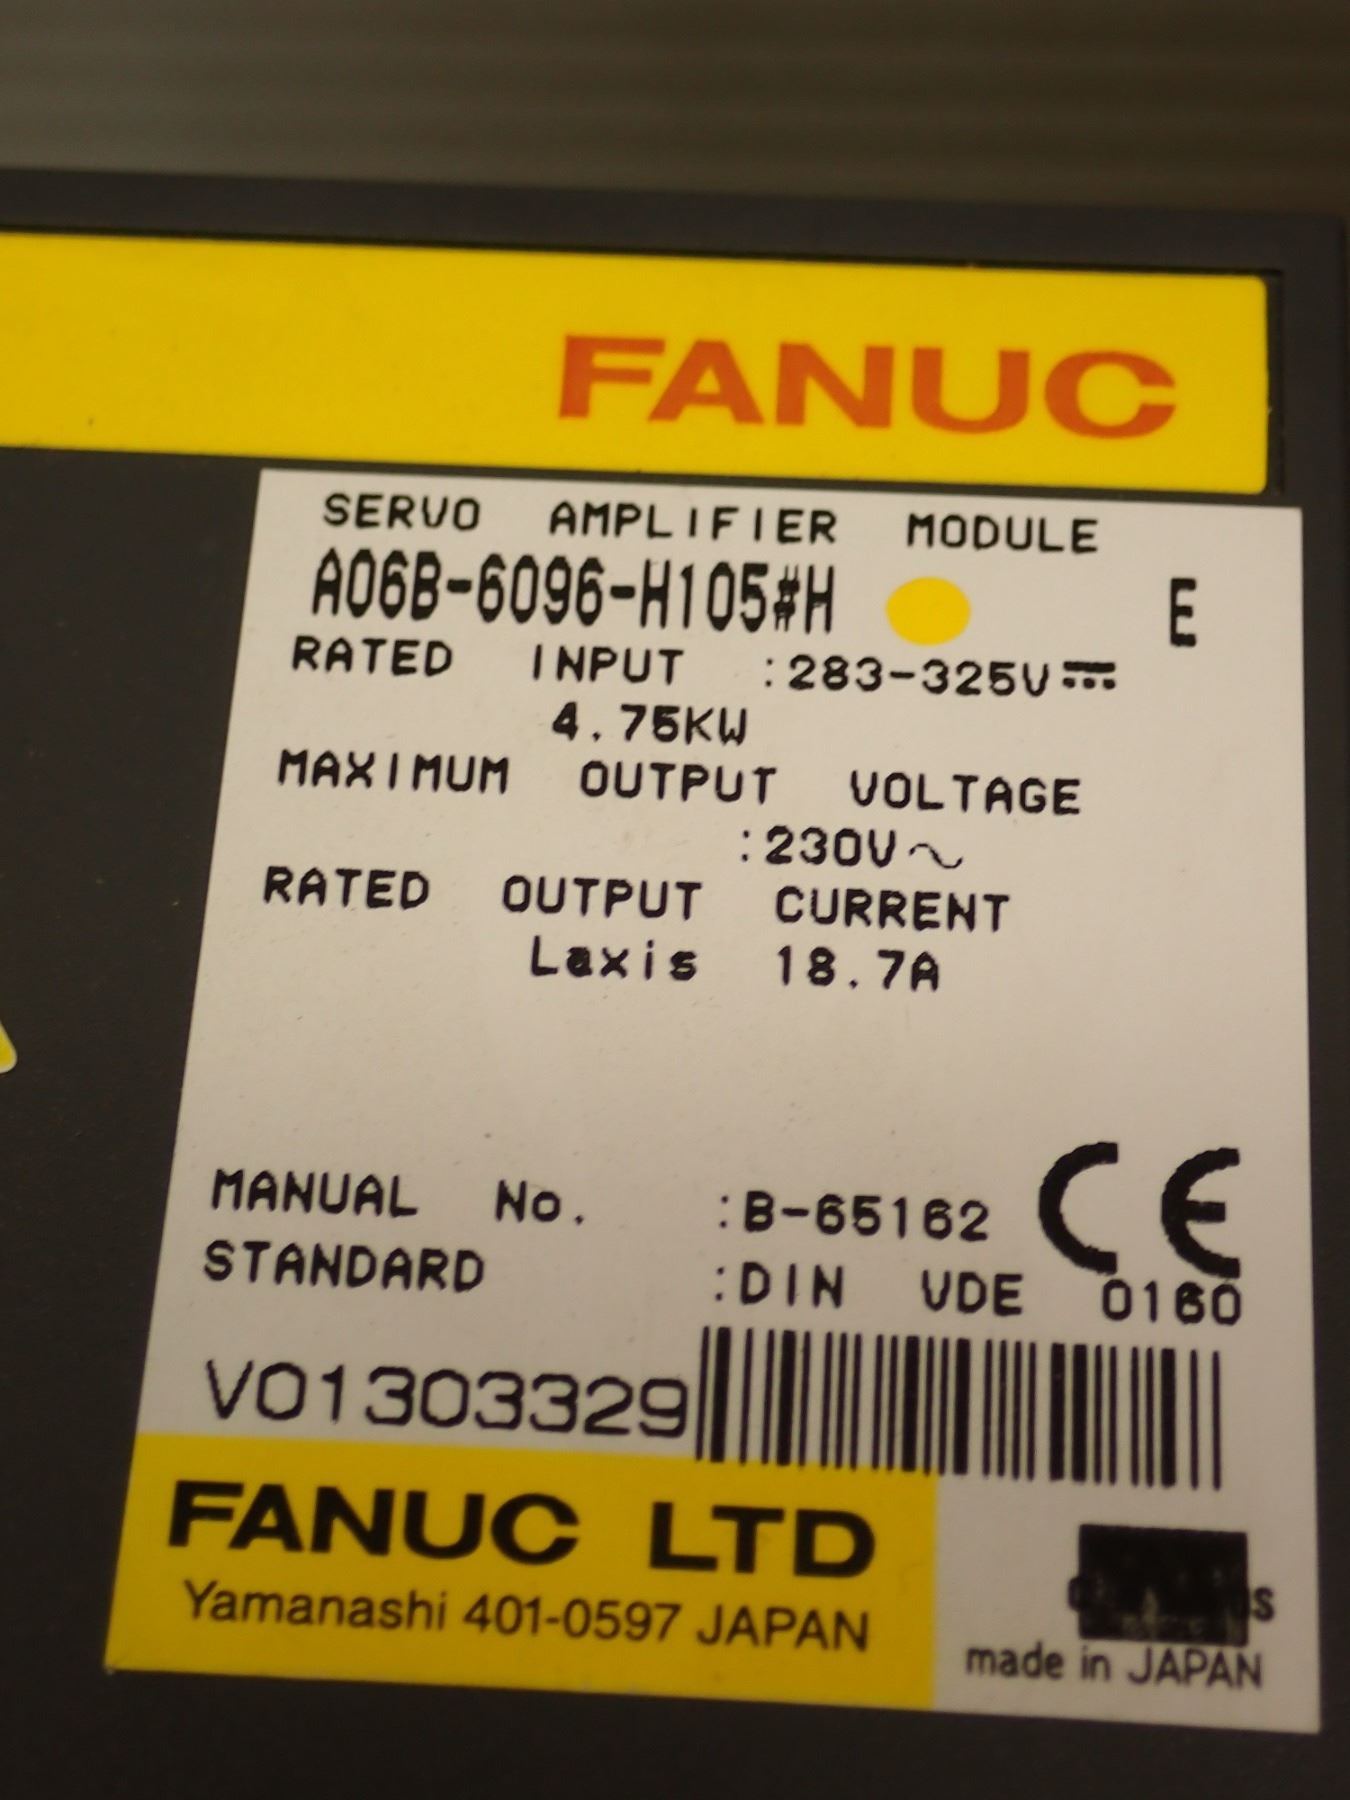 FANUC
SERVO AMPLIFIER MODULE
A06B-6096-H105#H E
RATED INPUT :283-325V⎓
4.75KW
MAXIMUM OUTPUT VOLTAGE
:230V~
RATED OUTPUT CURRENT
Laxis 18.7A
MANUAL No. :B-65162 CE
STANDARD :DIN VDE 0160
V01303329
FANUC LTD
Yamanashi 401-0597 JAPAN
made in JAPAN